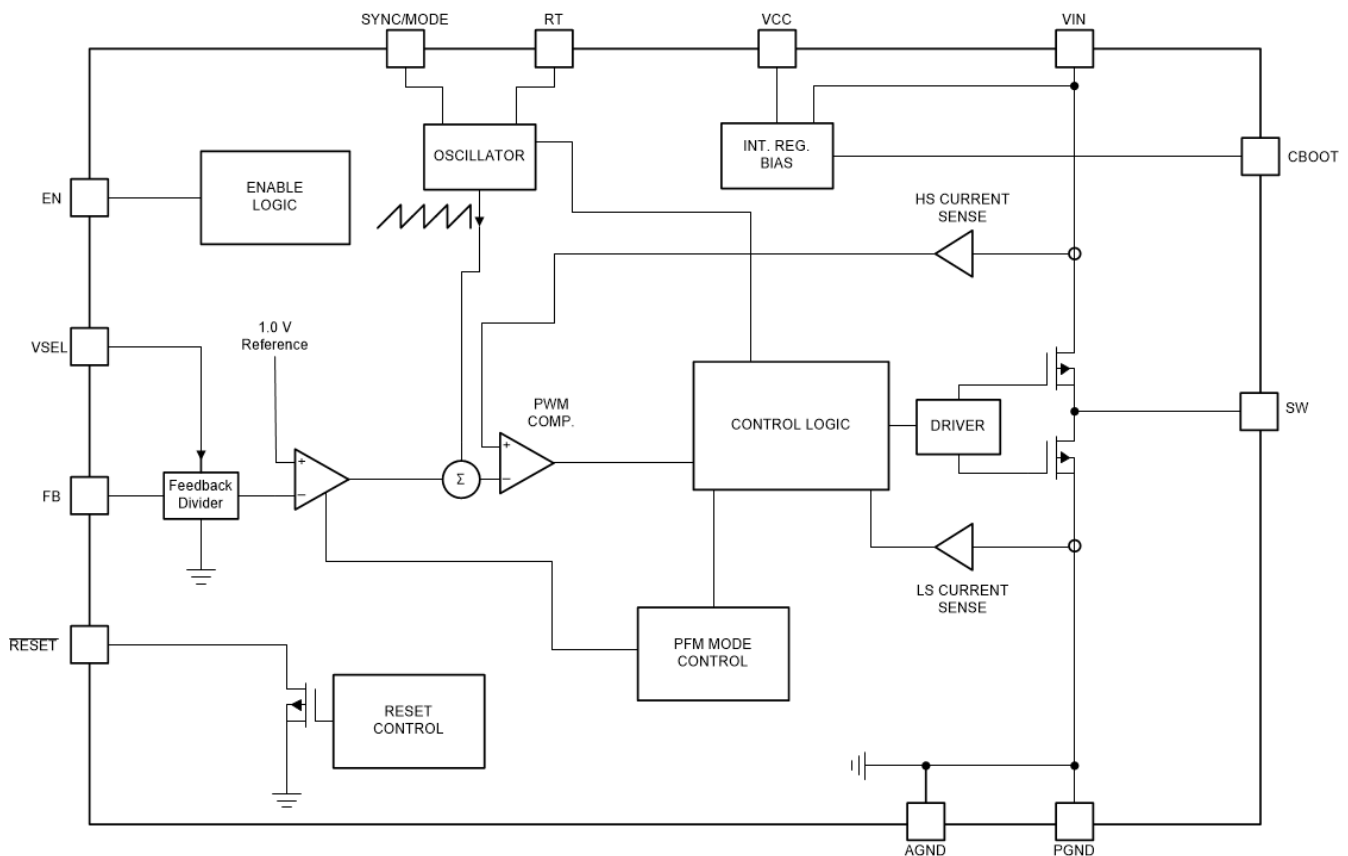 SYNC/MODE
RT
VCC
VIN
OSCILLATOR
INT. REG.
BIAS
CBOOT
EN
ENABLE
LOGIC
HS CURRENT
SENSE
1.0 V
Reference
VSEL
PWM
COMP.
CONTROL LOGIC
DRIVER
SW
+
+
Σ
−
FB
Feedback
Divider
−
LS CURRENT
SENSE
RESET
PFM MODE
CONTROL
RESET
CONTROL
AGND
PGND